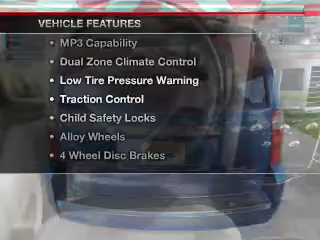 VEHICLE FEATURES
• MP3 Capability
• Dual Zone Climate Control
• Low Tire Pressure Warning
• Traction Control
• Child Safety Locks
• Alloy Wheels
• 4 Wheel Disc Brakes